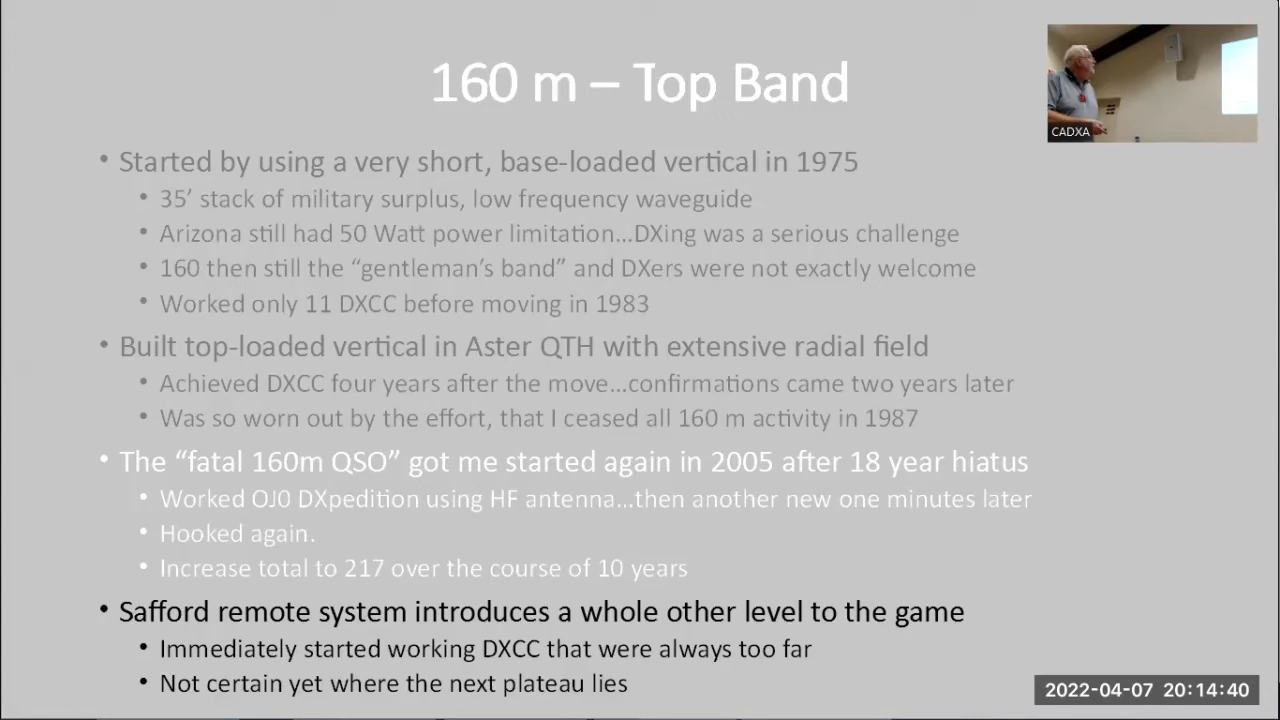 160 m – Top Band
CADXA
• Started by using a very short, base-loaded vertical in 1975
• 35’ stack of military surplus, low frequency waveguide
• Arizona still had 50 Watt power limitation...DXing was a serious challenge
• 160 then still the “gentleman’s band” and DXers were not exactly welcome
• Worked only 11 DXCC before moving in 1983
• Built top-loaded vertical in Aster QTH with extensive radial field
• Achieved DXCC four years after the move...confirmations came two years later
• Was so worn out by the effort, that I ceased all 160 m activity in 1987
• The “fatal 160m QSO” got me started again in 2005 after 18 year hiatus
• Worked OJ0 DXpedition using HF antenna...then another new one minutes later
• Hooked again.
• Increase total to 217 over the course of 10 years
• Safford remote system introduces a whole other level to the game
• Immediately started working DXCC that were always too far
• Not certain yet where the next plateau lies
2022-04-07 20:14:40